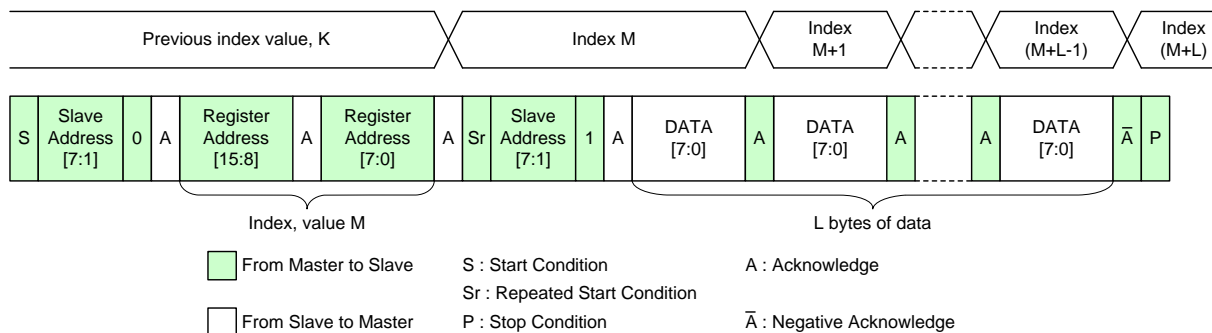 Previous index value, K
Index M
Index
M+1
Index
(M+L-1)
Index
(M+L)
S
Slave
Address
[7:1]
0
A
Register
Address
[15:8]
A
Register
Address
[7:0]
A
Sr
Slave
Address
[7:1]
1
A
DATA
[7:0]
A
DATA
[7:0]
A
A
DATA
[7:0]
A̅
P
Index, value M
L bytes of data
From Master to Slave
S : Start Condition
A : Acknowledge
Sr : Repeated Start Condition
From Slave to Master
P : Stop Condition
A̅ : Negative Acknowledge